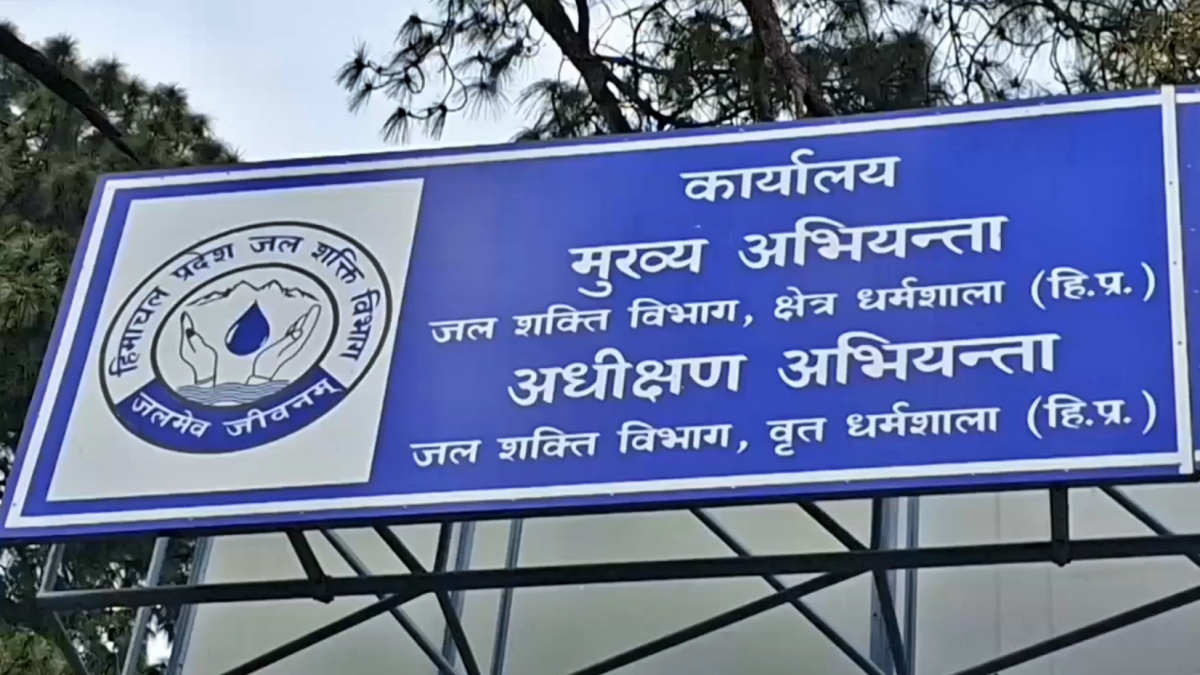 हिमाचल प्रदेश जल शक्ति विभाग
जलमेव जीवनम्
कार्यालय
मुख्य अभियन्ता
जल शक्ति विभाग, क्षेत्र धर्मशाला (हि.प्र.)
अधीक्षण अभियन्ता
जल शक्ति विभाग, वृत धर्मशाला (हि.प्र.)